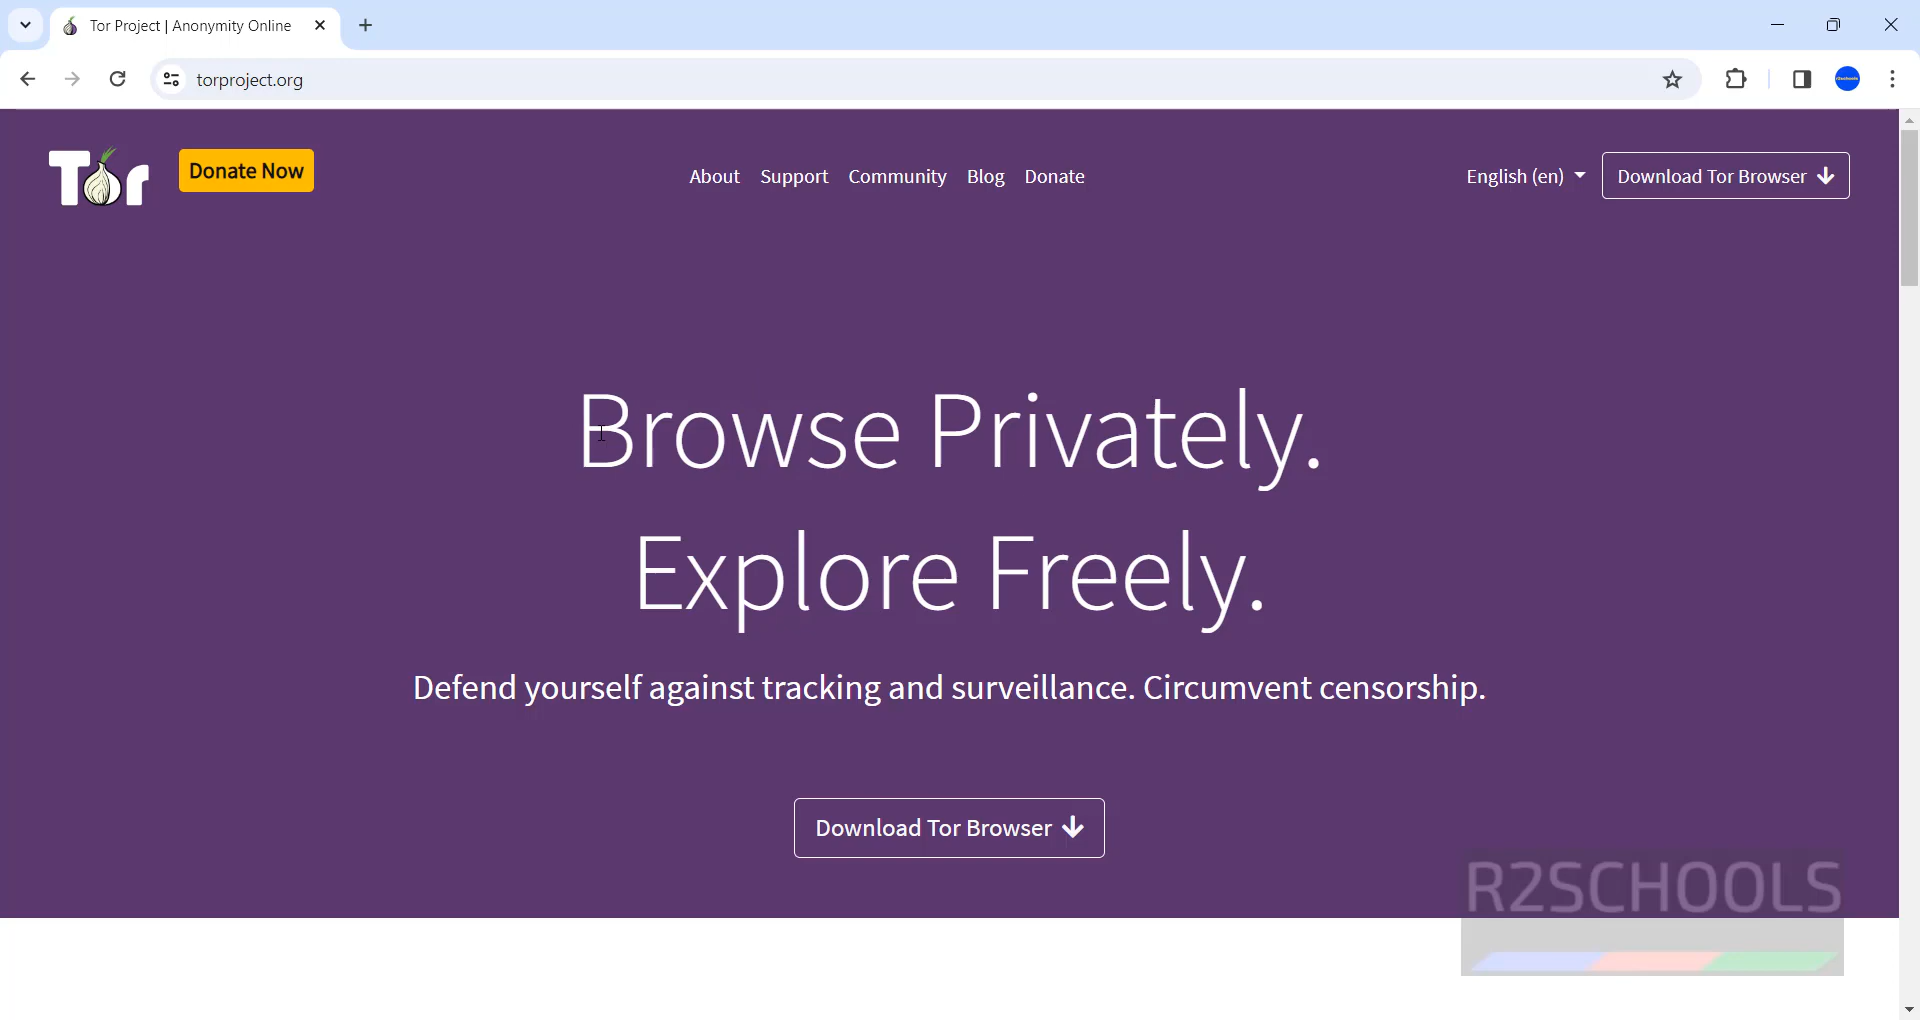 Tor Project | Anonymity Online
torproject.org
Tor
Donate Now
About Support Community Blog Donate
English (en)
Download Tor Browser
Browse Privately.
Explore Freely.
Defend yourself against tracking and surveillance. Circumvent censorship.
Download Tor Browser
R2SCHOOLS